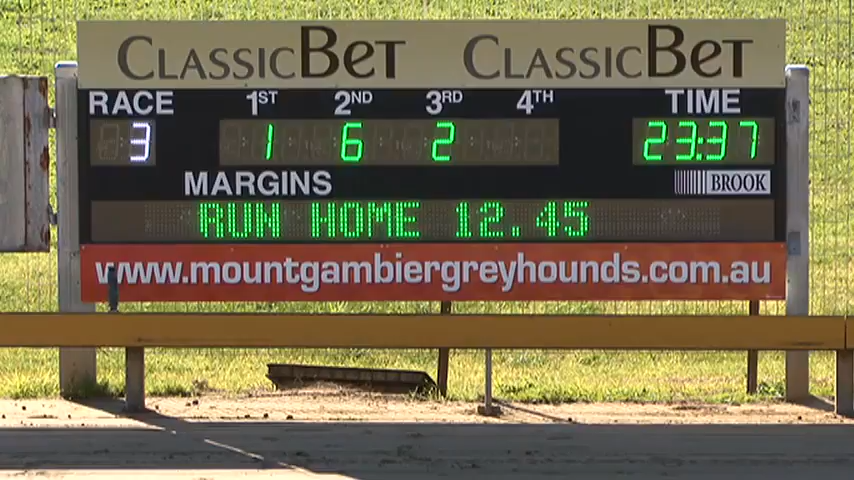 CLASSICBET CLASSICBET
RACE 1ST 2ND 3RD 4TH TIME
3 1 6 2 23:37
MARGINS BROOK
RUN HOME 12.45
www.mountgambiergreyhounds.com.au